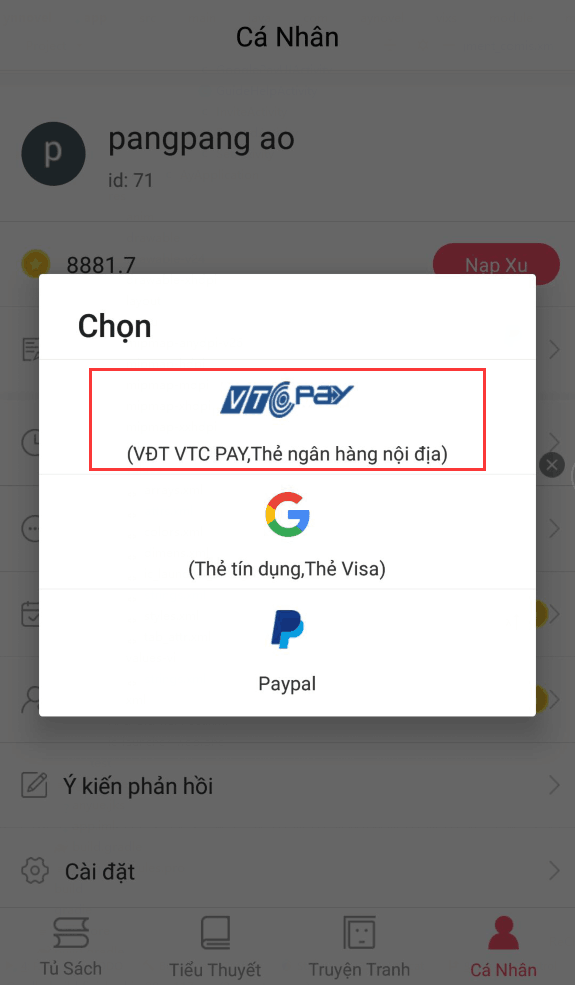 Cá Nhân
p
pangpang ao
id: 71
8881.7
Nạp Xu
Chọn
VTC PAY
(VĐT VTC PAY,Thẻ ngân hàng nội địa)
G
(Thẻ tín dụng,Thẻ Visa)
Paypal
Ý kiến phản hồi
Cài đặt
Tủ Sách
Tiểu Thuyết
Truyện Tranh
Cá Nhân